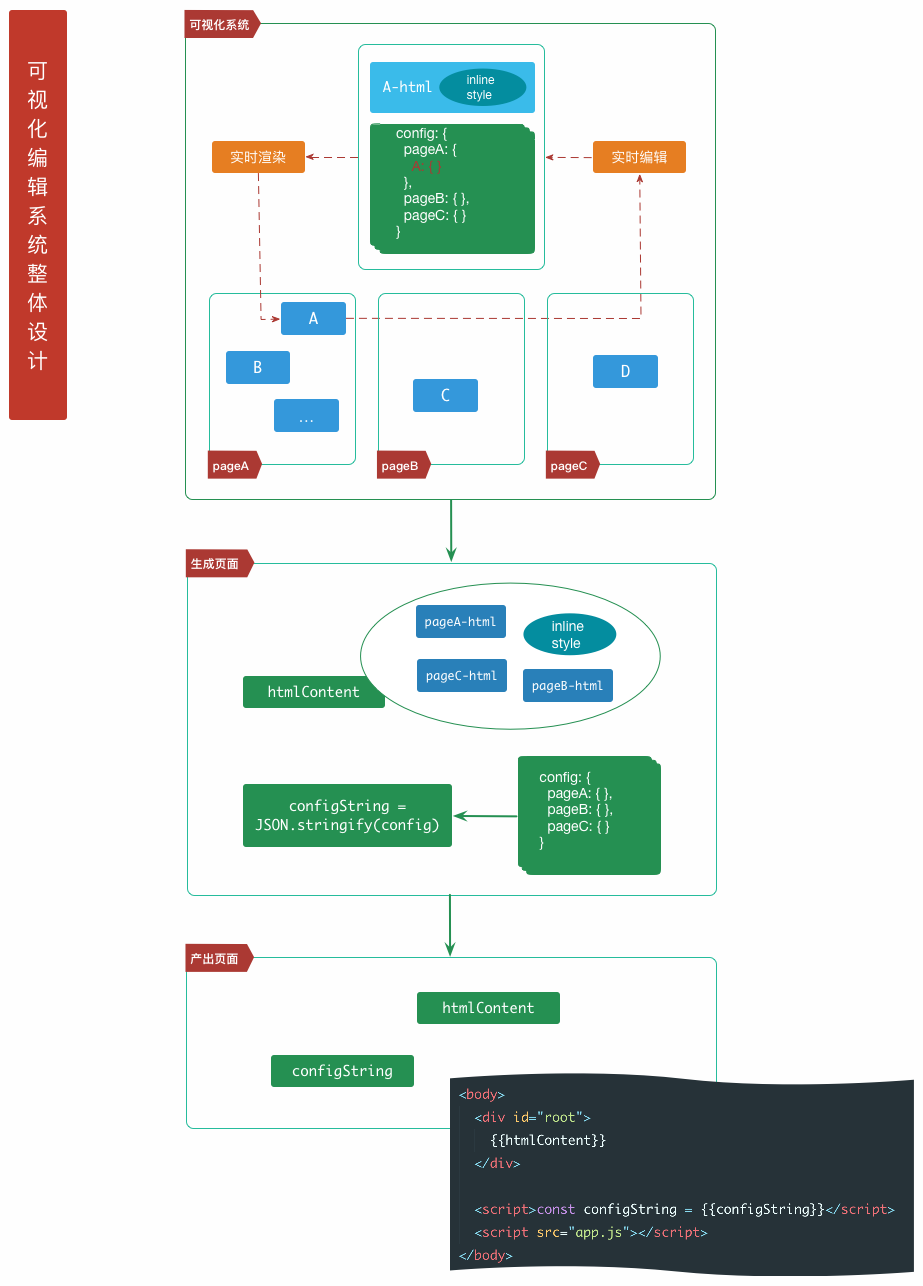 可视化编辑系统整体设计
可视化系统
A-html
inline
style
config: {
pageA: {
A: { }
},
pageB: { },
pageC: { }
}
实时渲染
实时编辑
A
B
...
C
D
pageA
pageB
pageC
生成页面
pageA-html
inline
style
pageC-html
pageB-html
htmlContent
configString =
JSON.stringify(config)
config: {
pageA: { },
pageB: { },
pageC: { }
}
产出页面
htmlContent
configString
<body>
<div id="root">
{{htmlContent}}
</div>
<script>const configString = {{configString}}</script>
<script src="app.js"></script>
</body>